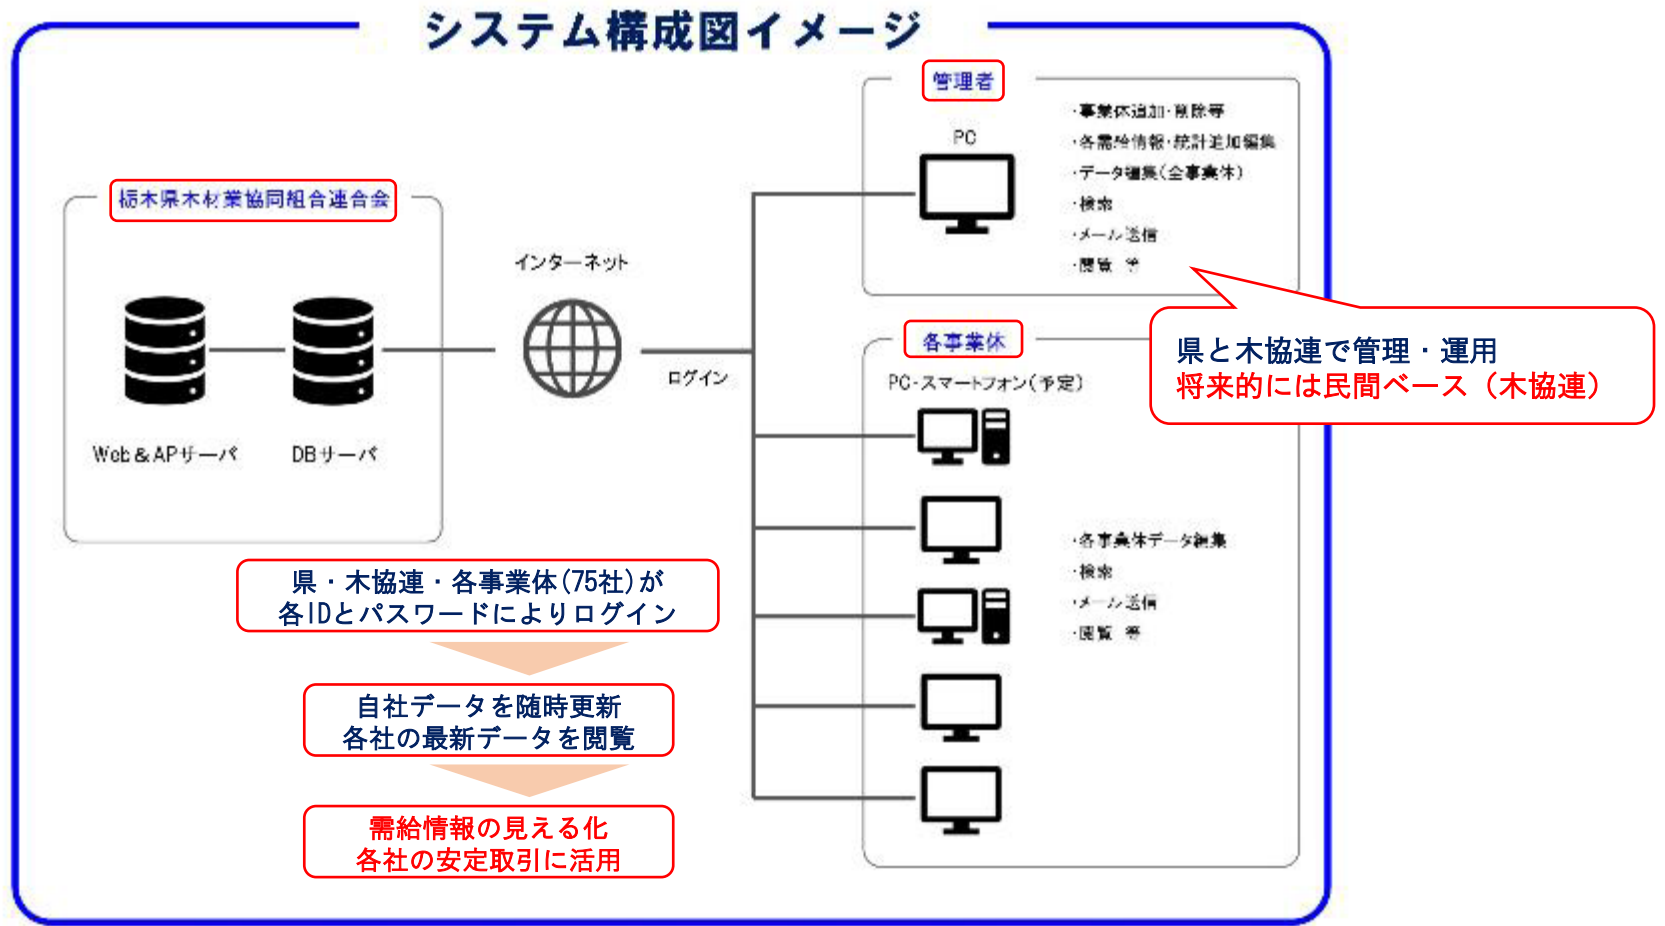 システム構成図イメージ
管理者
PC
・事業体追加・削除等
・各需給情報・統計追加編集
・データ編集(全事業体)
・検索
・メール送信
・閲覧 等
栃木県木材業協同組合連合会
Web&APサーバ
DBサーバ
インターネット
ログイン
県と木協連で管理・運用
将来的には民間ベース（木協連）
各事業体
PC・スマートフォン(予定)
・各事業体データ編集
・検索
・メール送信
・閲覧 等
県・木協連・各事業体(75社)が
各IDとパスワードによりログイン
自社データを随時更新
各社の最新データを閲覧
需給情報の見える化
各社の安定取引に活用